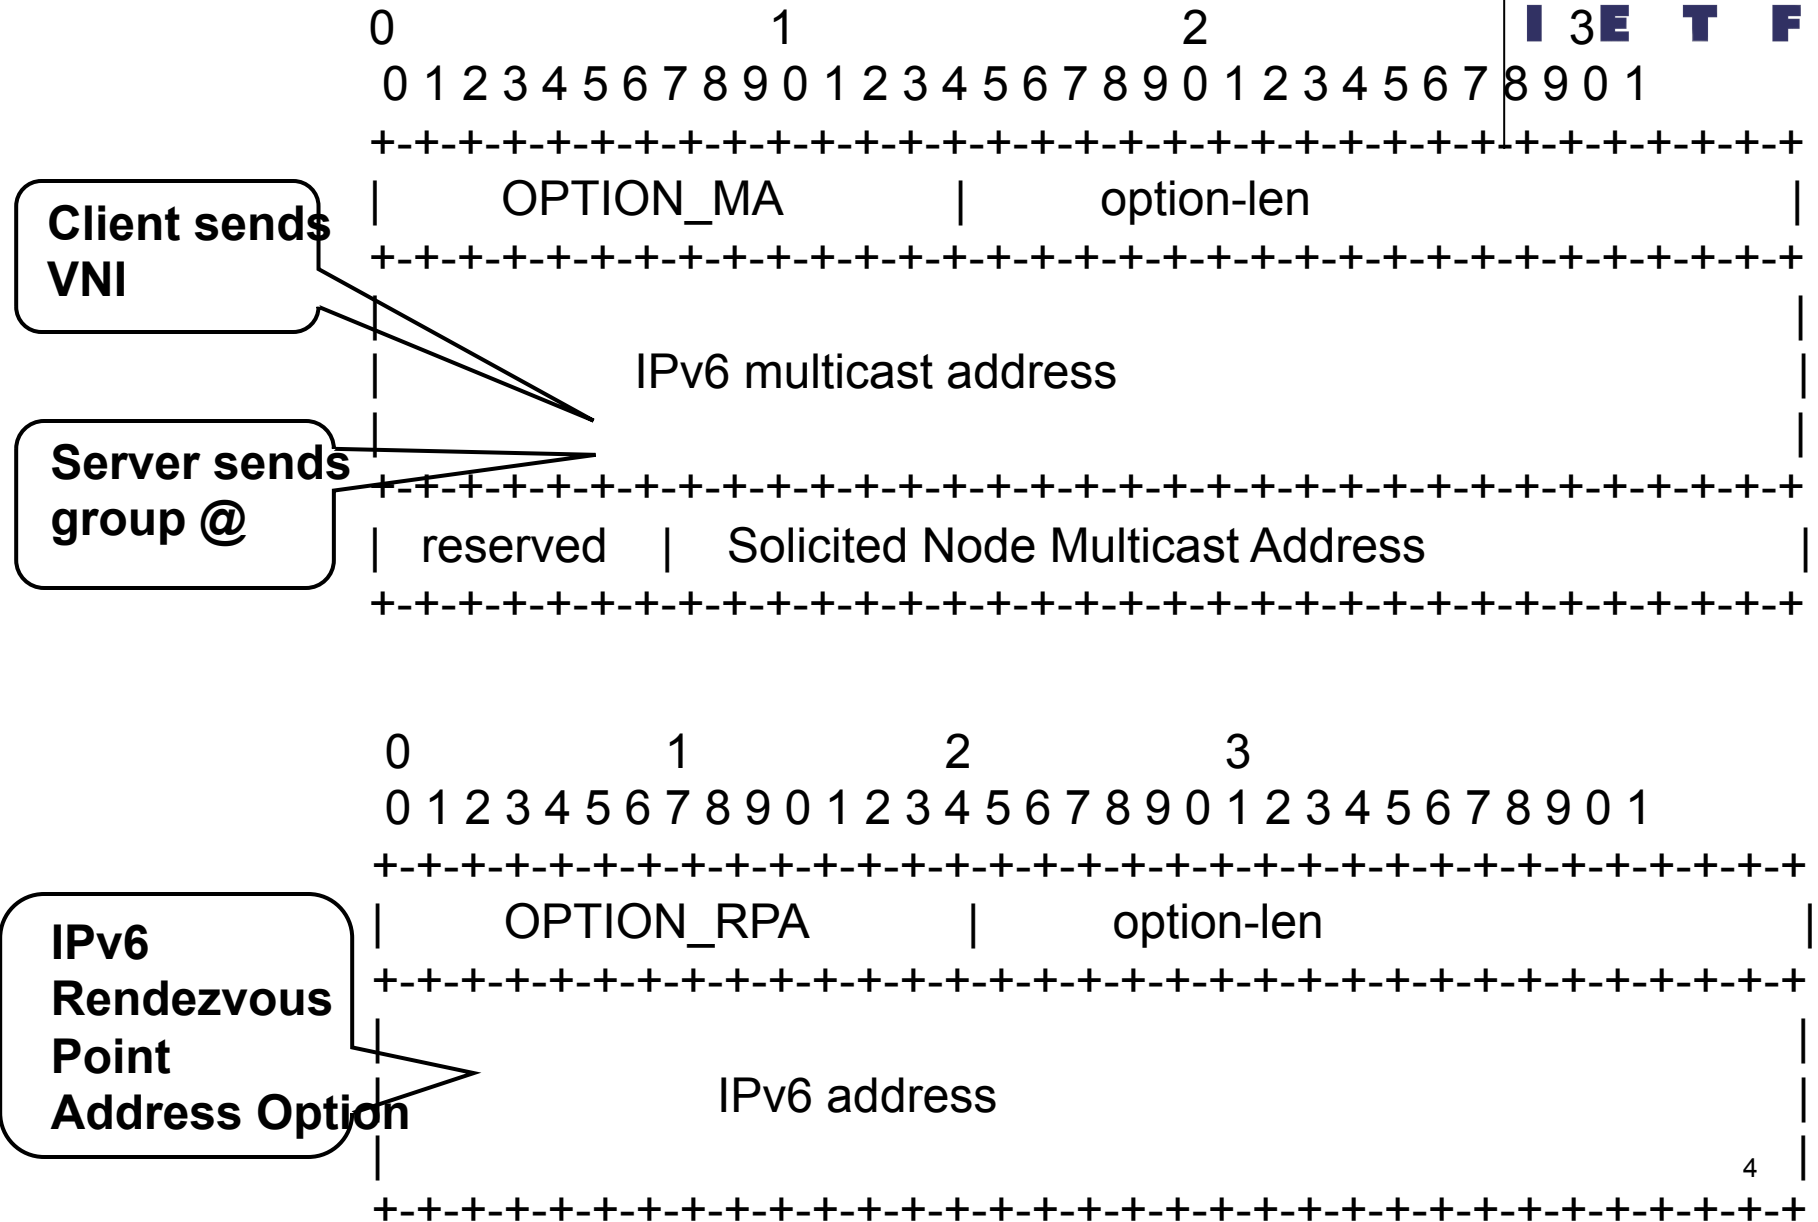 0 1 2 3
I E T F
0 1 2 3 4 5 6 7 8 9 0 1 2 3 4 5 6 7 8 9 0 1 2 3 4 5 6 7 8 9 0 1
+-+-+-+-+-+-+-+-+-+-+-+-+-+-+-+-+-+-+-+-+-+-+-+-+-+-+-+-+-+-+-+-+
| OPTION_MA | option-len |
+-+-+-+-+-+-+-+-+-+-+-+-+-+-+-+-+-+-+-+-+-+-+-+-+-+-+-+-+-+-+-+-+
Client sends
VNI
| |
| IPv6 multicast address |
| |
Server sends
group @
+-+-+-+-+-+-+-+-+-+-+-+-+-+-+-+-+-+-+-+-+-+-+-+-+-+-+-+-+-+-+-+-+
| reserved | Solicited Node Multicast Address |
+-+-+-+-+-+-+-+-+-+-+-+-+-+-+-+-+-+-+-+-+-+-+-+-+-+-+-+-+-+-+-+-+
0 1 2 3
0 1 2 3 4 5 6 7 8 9 0 1 2 3 4 5 6 7 8 9 0 1 2 3 4 5 6 7 8 9 0 1
+-+-+-+-+-+-+-+-+-+-+-+-+-+-+-+-+-+-+-+-+-+-+-+-+-+-+-+-+-+-+-+-+
| OPTION_RPA | option-len |
+-+-+-+-+-+-+-+-+-+-+-+-+-+-+-+-+-+-+-+-+-+-+-+-+-+-+-+-+-+-+-+-+
IPv6
Rendezvous
Point
Address Option
| |
| IPv6 address |
| |
4
+-+-+-+-+-+-+-+-+-+-+-+-+-+-+-+-+-+-+-+-+-+-+-+-+-+-+-+-+-+-+-+-+